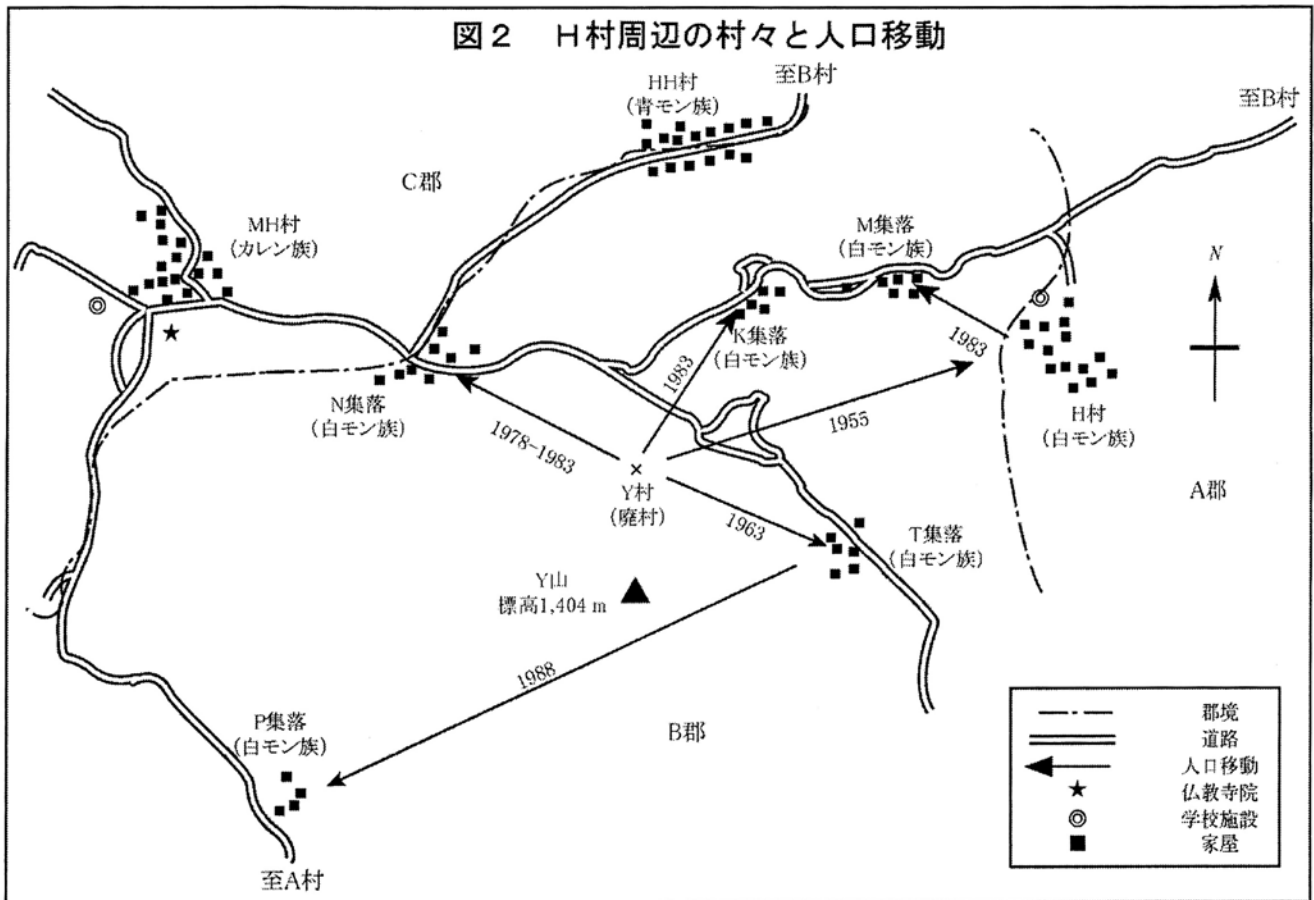 図2 H村周辺の村々と人口移動
HH村
(青モン族)
至B村
至B村
C郡
MH村
(カレン族)
M集落
(白モン族)
N
K集落
(白モン族)
1983
1983
N集落
(白モン族)
H村
(白モン族)
1955
1978-1983
A郡
Y村
(廃村)
1963
T集落
(白モン族)
Y山
標高1,404 m
1988
P集落
(白モン族)
B郡
至A村
郡境
道路
人口移動
仏教寺院
学校施設
家屋